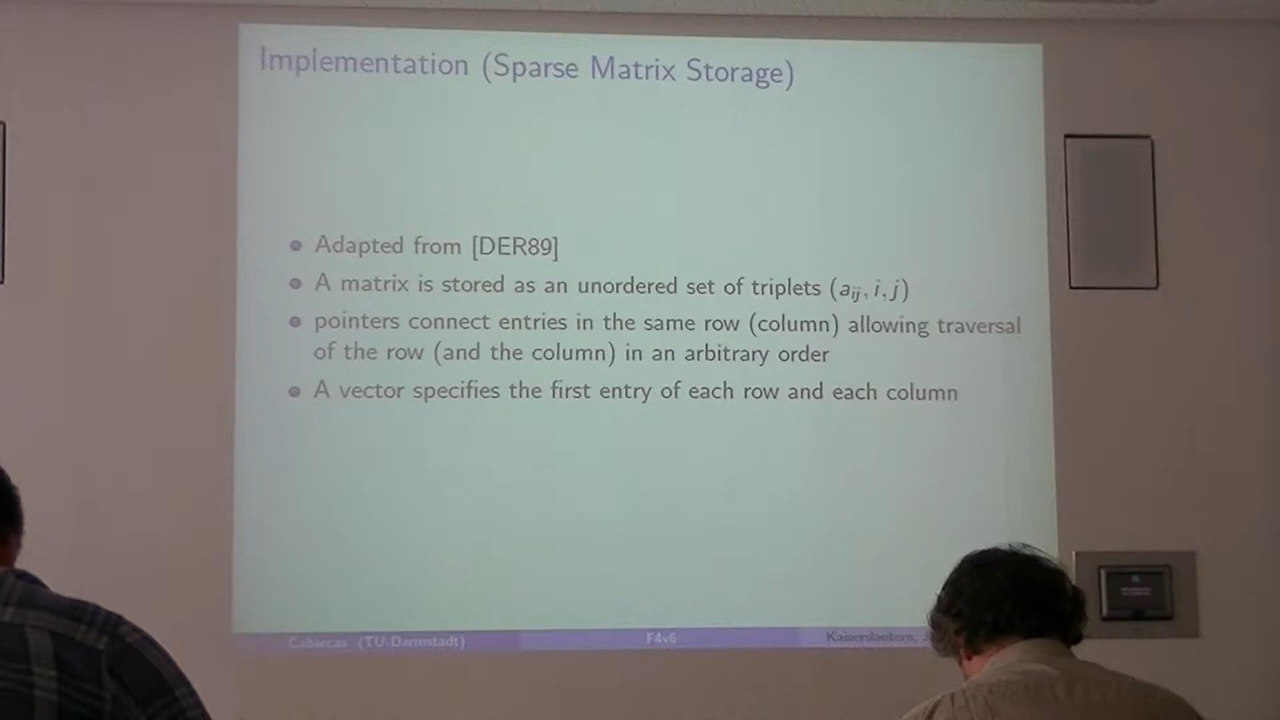 Implementation (Sparse Matrix Storage)
Adapted from [DER89]
A matrix is stored as an unordered set of triplets (aij, i, j)
pointers connect entries in the same row (column) allowing traversal
of the row (and the column) in an arbitrary order
A vector specifies the first entry of each row and each column
Cabarcas (TU-Darmstadt) F4v6 Kaiserslautern,